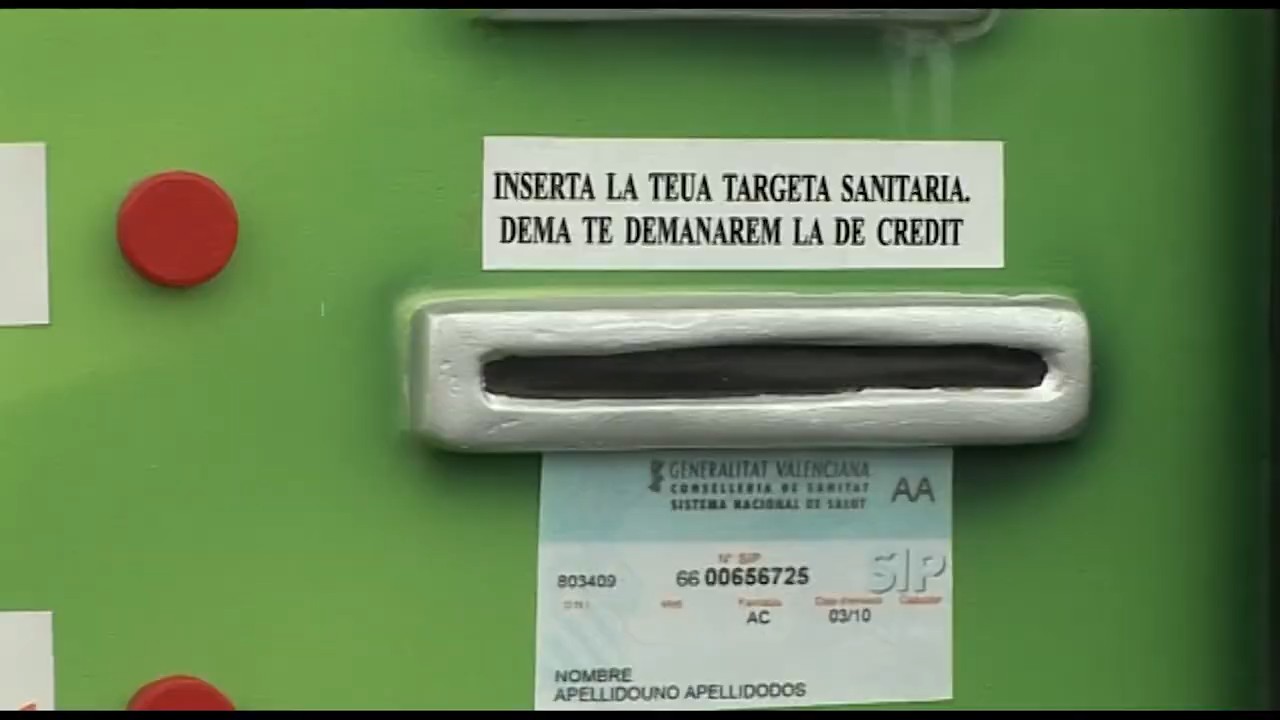 INSERTA LA TEUA TARGETA SANITARIA.
DEMA TE DEMANAREM LA DE CREDIT
GENERALITAT VALENCIANA
CONSELLERIA DE SANITAT
SISTEMA NACIONAL DE SALUT
AA
Nº SIP
SIP
803409
66 00656725
D.N.I.
AC
03/10
NOMBRE
APELLIDOUNO APELLIDODOS